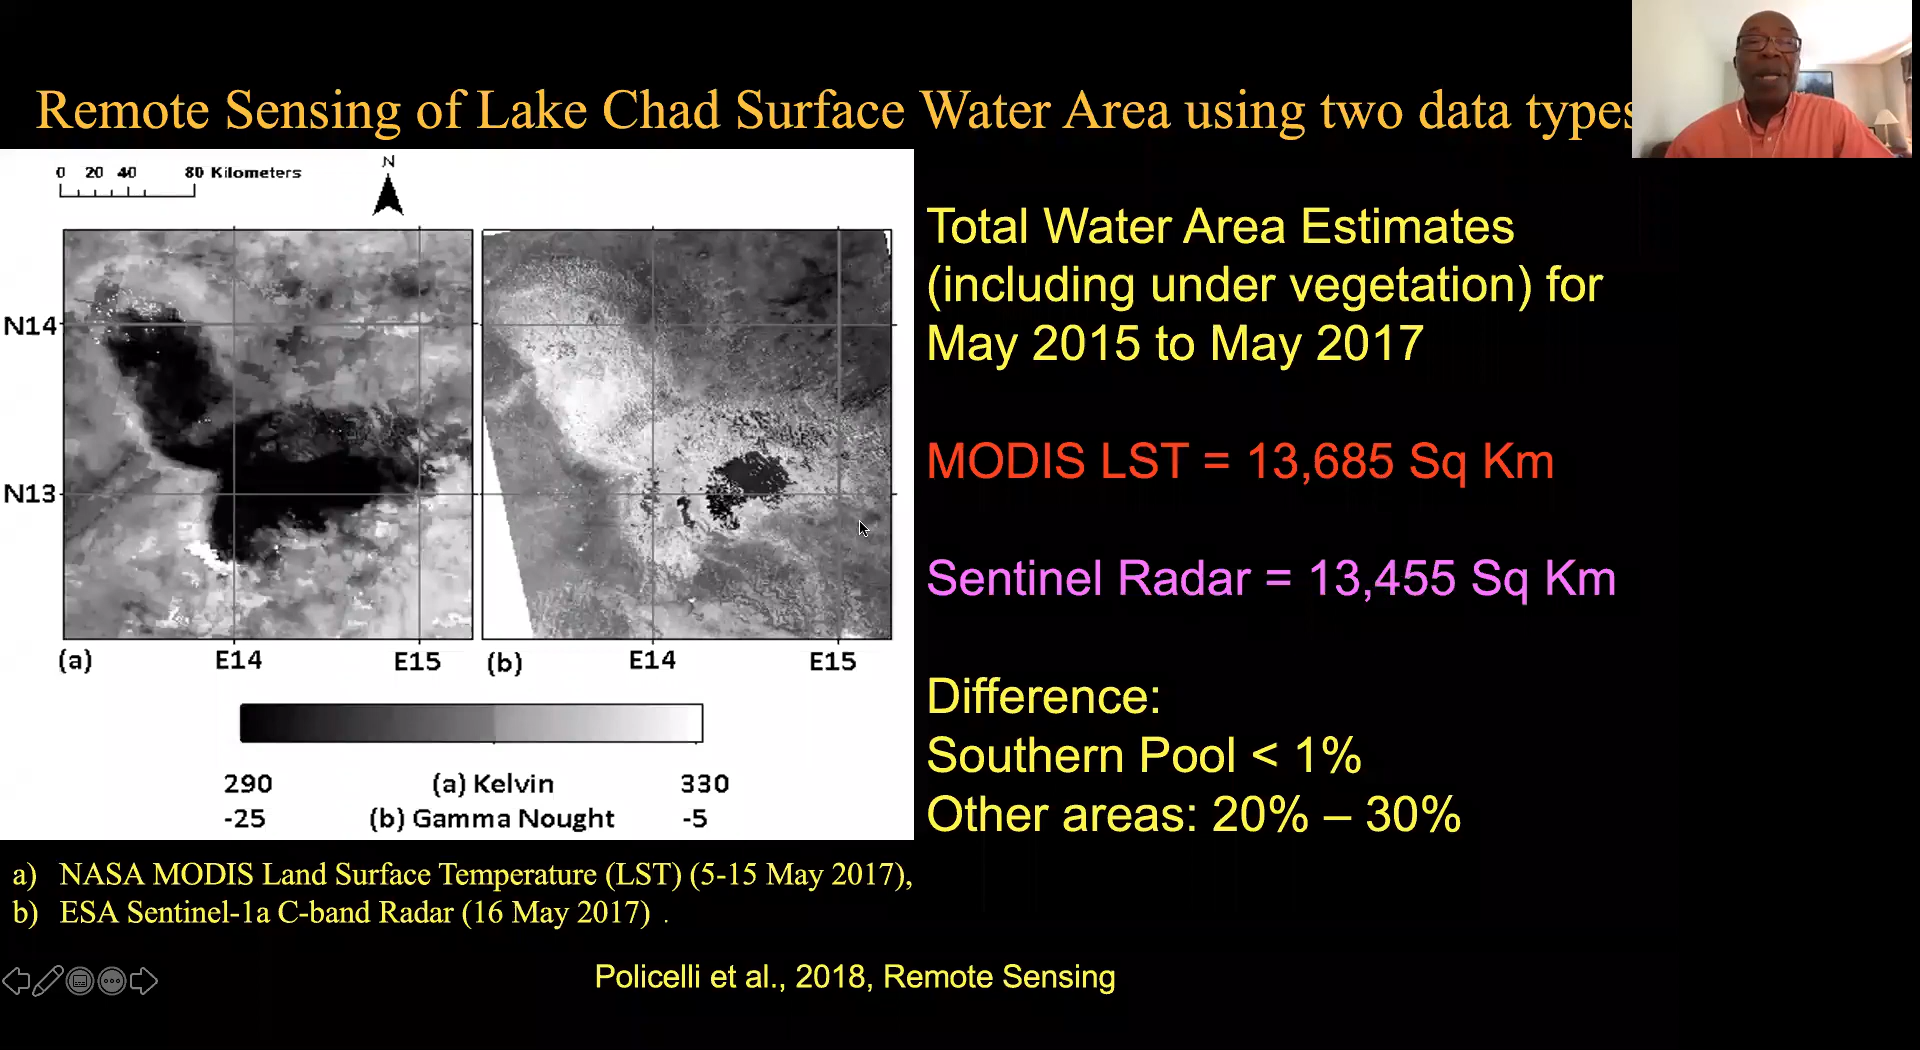 Remote Sensing of Lake Chad Surface Water Area using two data types
0 20 40 80 Kilometers
N
N14
N13
(a) E14 E15 (b) E14 E15
290 (a) Kelvin 330
-25 (b) Gamma Nought -5
Total Water Area Estimates
(including under vegetation) for
May 2015 to May 2017
MODIS LST = 13,685 Sq Km
Sentinel Radar = 13,455 Sq Km
Difference:
Southern Pool < 1%
Other areas: 20% – 30%
a) NASA MODIS Land Surface Temperature (LST) (5-15 May 2017),
b) ESA Sentinel-1a C-band Radar (16 May 2017) .
Policelli et al., 2018, Remote Sensing